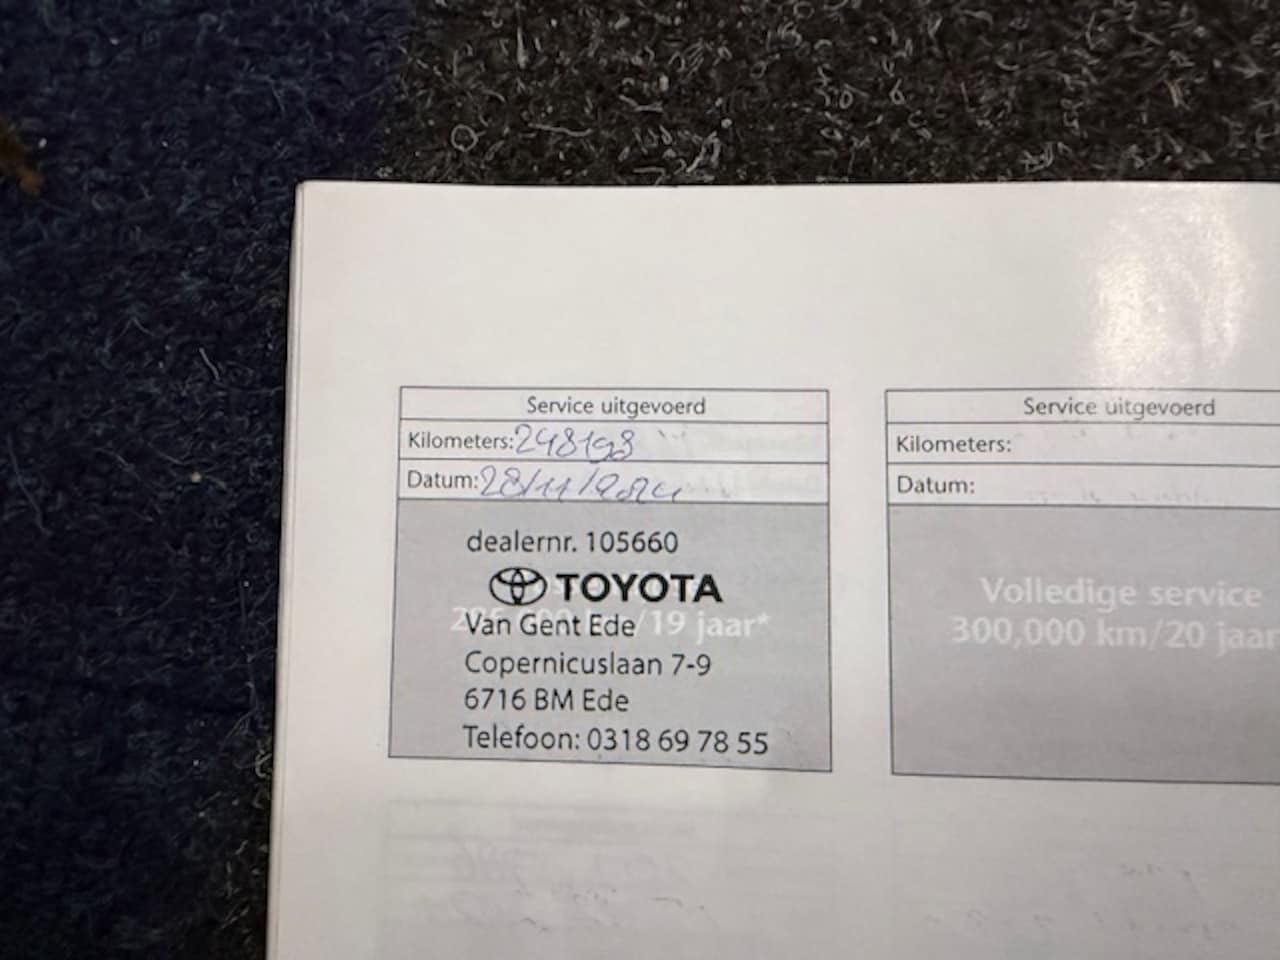 Service uitgevoerd
Kilometers: 248198
Datum: 28/11/2024
dealernr. 105660
TOYOTA
Van Gent Ede /19 jaar*
Copernicuslaan 7-9
6716 BM Ede
Telefoon: 0318 69 78 55
Service uitgevoerd
Kilometers:
Datum:
Volledige service
300,000 km/20 jaar